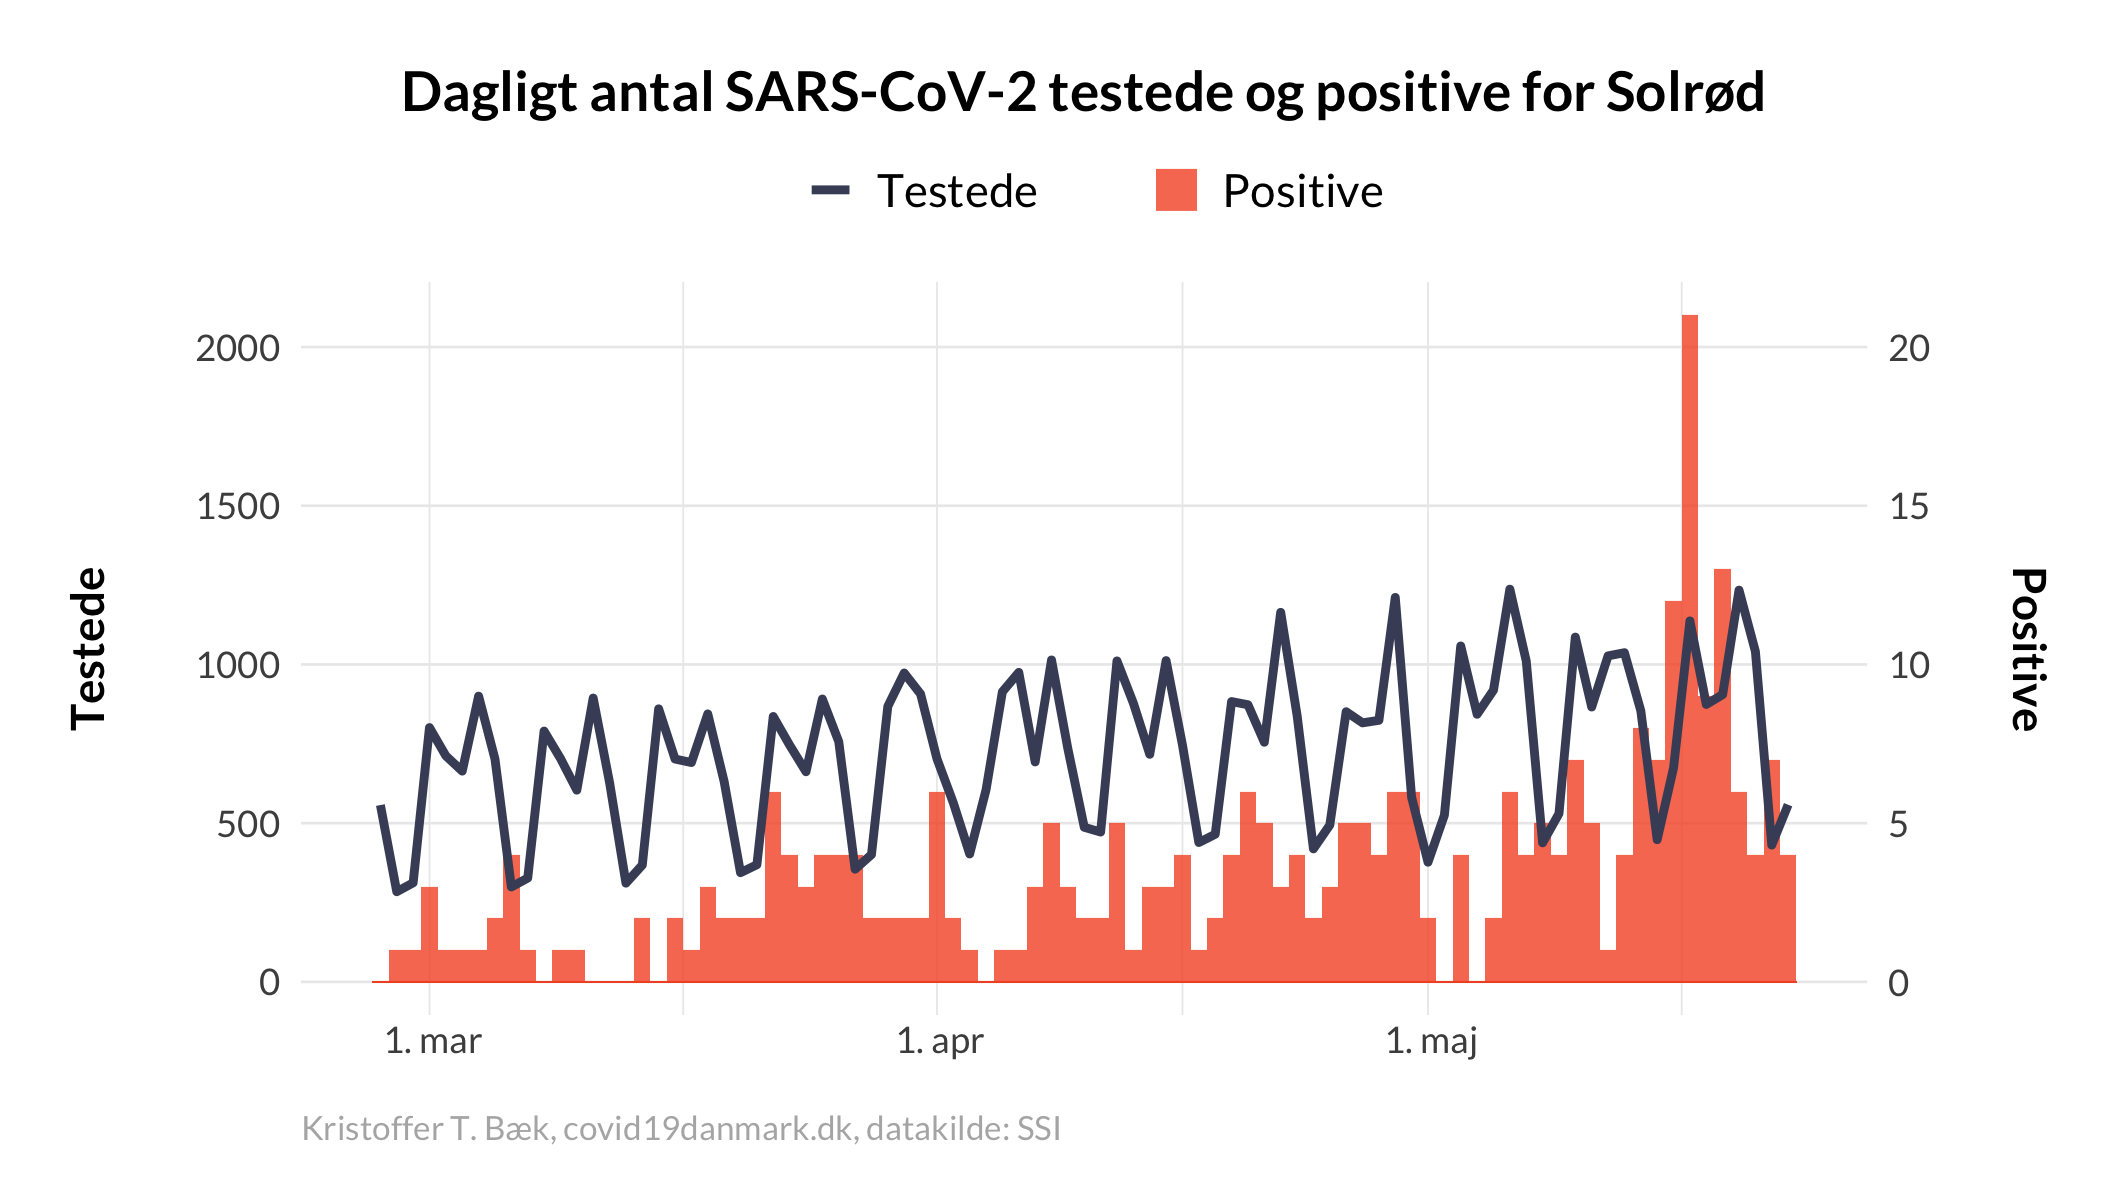 Dagligt antal SARS-CoV-2 testede og positive for Solrød
Testede Positive
2000 20
1500 15
1000 10
500 5
0 0
Testede
Positive
1. mar 1. apr 1. maj
Kristoffer T. Bæk, covid19danmark.dk, datakilde: SSI